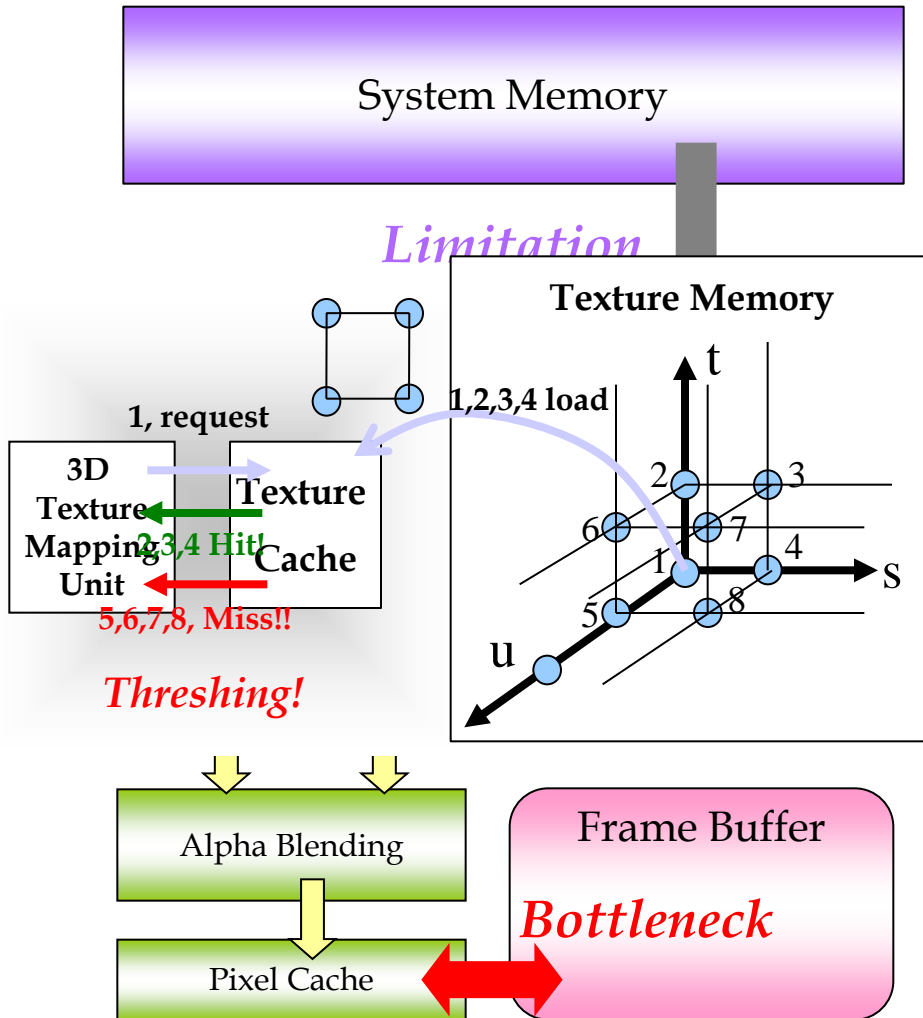 System Memory
Limitation
Texture Memory
t
1,2,3,4 load
1, request
3D
Texture
Mapping
Unit
Texture
Cache
2,3,4 Hit!
5,6,7,8, Miss!!
2
3
6
7
1
4
s
5
8
u
Threshing!
Alpha Blending
Frame Buffer
Bottleneck
Pixel Cache